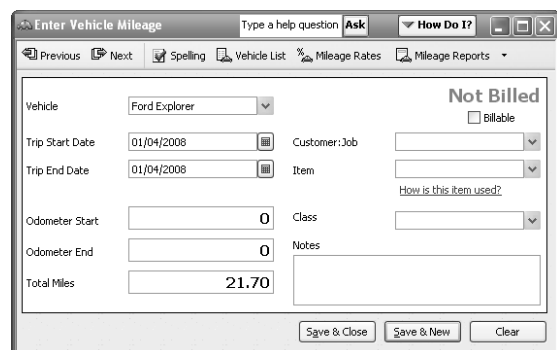 Enter Vehicle Mileage Type a help question Ask How Do I?
Previous Next Spelling Vehicle List Mileage Rates Mileage Reports
Not Billed
Vehicle Ford Explorer Billable
Trip Start Date 01/04/2008 Customer:Job
Trip End Date 01/04/2008 Item
How is this item used?
Odometer Start 0 Class
Odometer End 0 Notes
Total Miles 21.70
Save & Close Save & New Clear